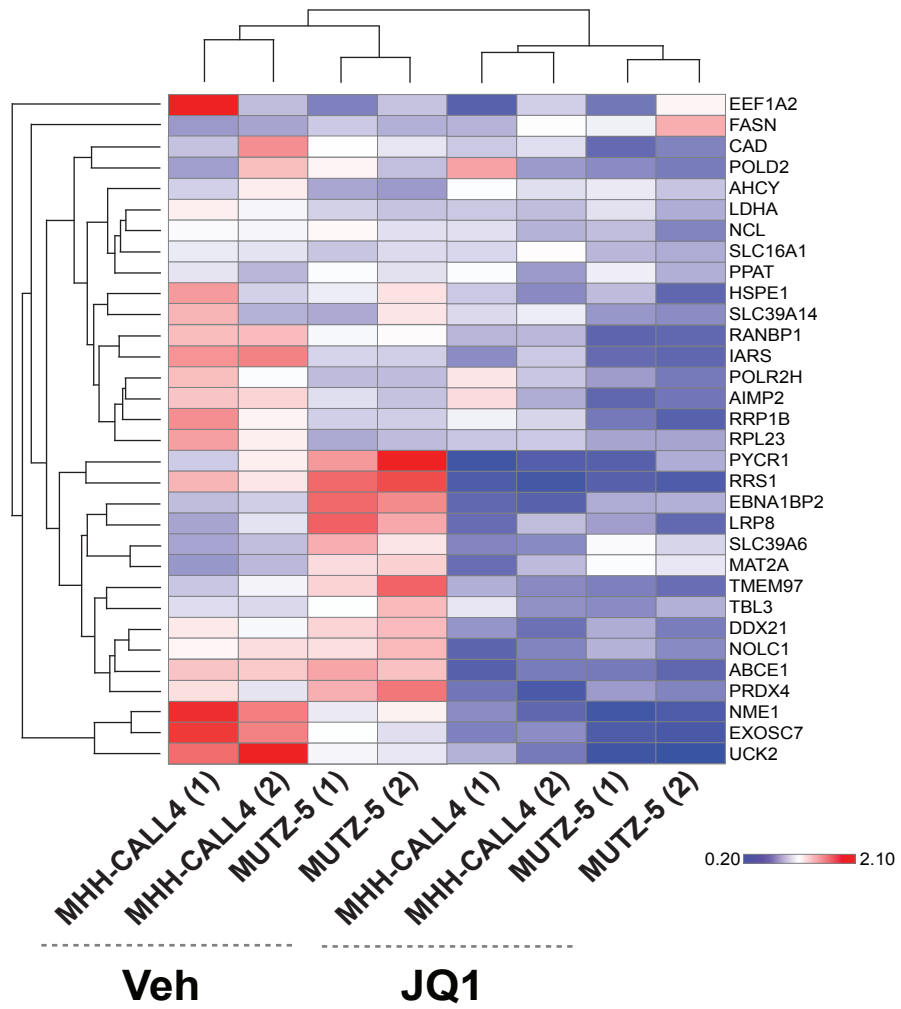 EEF1A2
FASN
CAD
POLD2
AHCY
LDHA
NCL
SLC16A1
PPAT
HSPE1
SLC39A14
RANBP1
IARS
POLR2H
AIMP2
RRP1B
RPL23
PYCR1
RRS1
EBNA1BP2
LRP8
SLC39A6
MAT2A
TMEM97
TBL3
DDX21
NOLC1
ABCE1
PRDX4
NME1
EXOSC7
UCK2
MHH-CALL4 (1)
MHH-CALL4 (2)
MUTZ-5 (1)
MUTZ-5 (2)
MHH-CALL4 (1)
MHH-CALL4 (2)
MUTZ-5 (1)
MUTZ-5 (2)
0.20 2.10
Veh JQ1